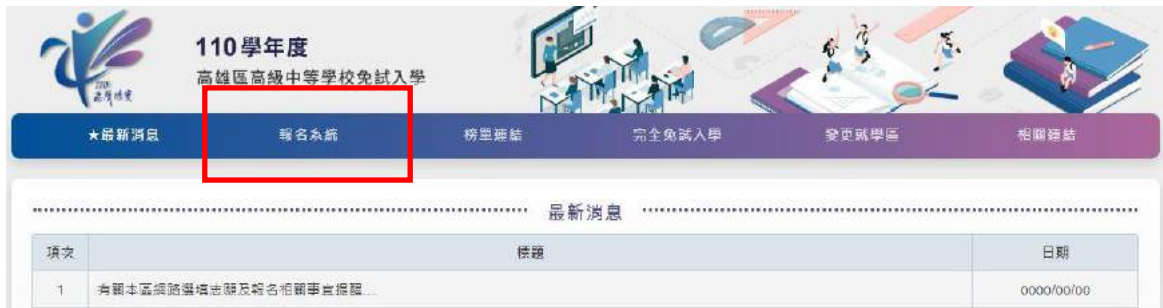 110學年度
高雄區高級中等學校免試入學
★最新消息 報名系統 榜單連結 完全免試入學 變更就學區 相關連結
最新消息
項次 標題 日期
1 有關本區網路選填志願及報名相關事宜提醒... 0000/00/00